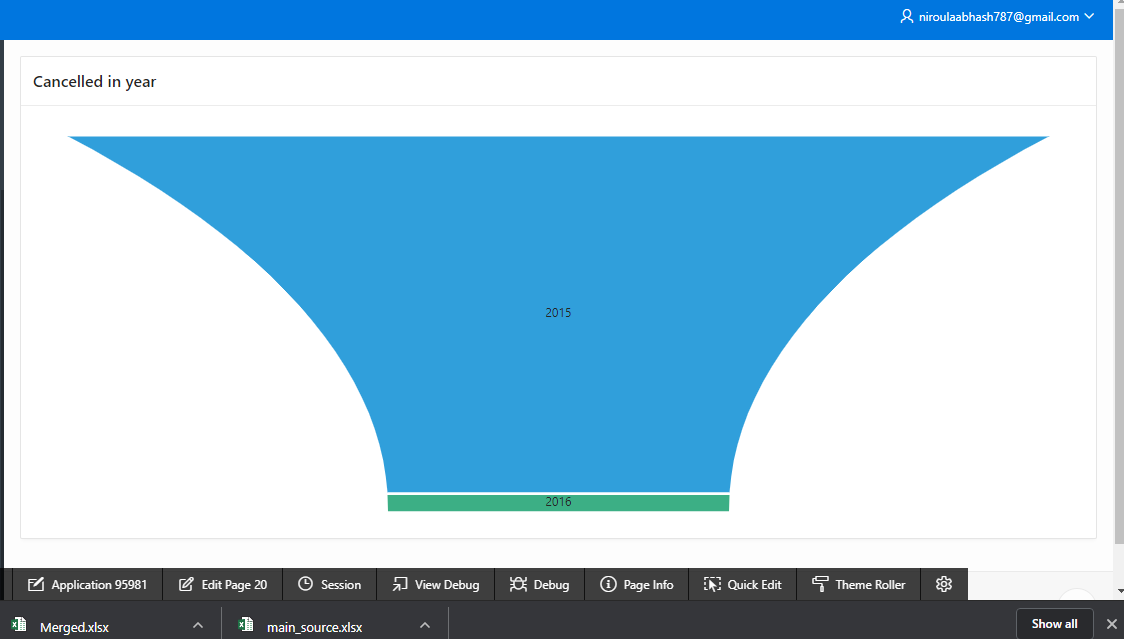 niroulaabhash787@gmail.com
Cancelled in year
2015
2016
Application 95981 Edit Page 20 Session View Debug Debug Page Info Quick Edit Theme Roller
Merged.xlsx main_source.xlsx Show all